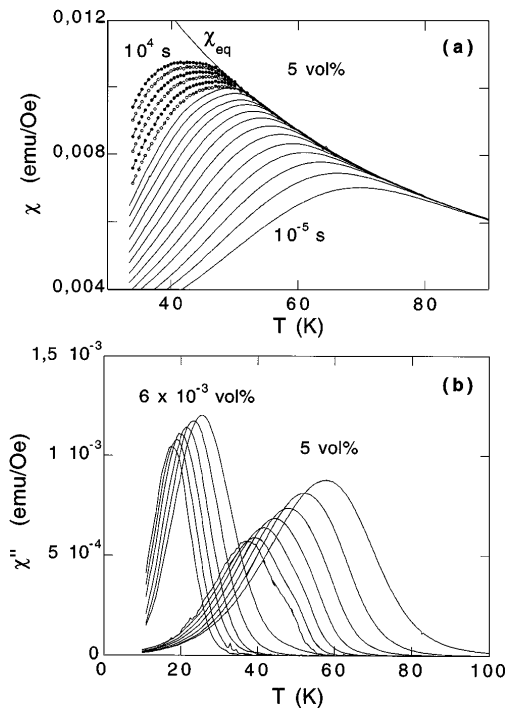 0,012
10⁴ s
χeq
5 vol%
(a)
0,008
χ (emu/Oe)
10⁻⁵ s
0,004
40 60 80
T (K)
1,5 10⁻³
(b)
6 x 10⁻³ vol%
1 10⁻³
5 vol%
χ" (emu/Oe)
5 10⁻⁴
0
0 20 40 60 80 100
T (K)